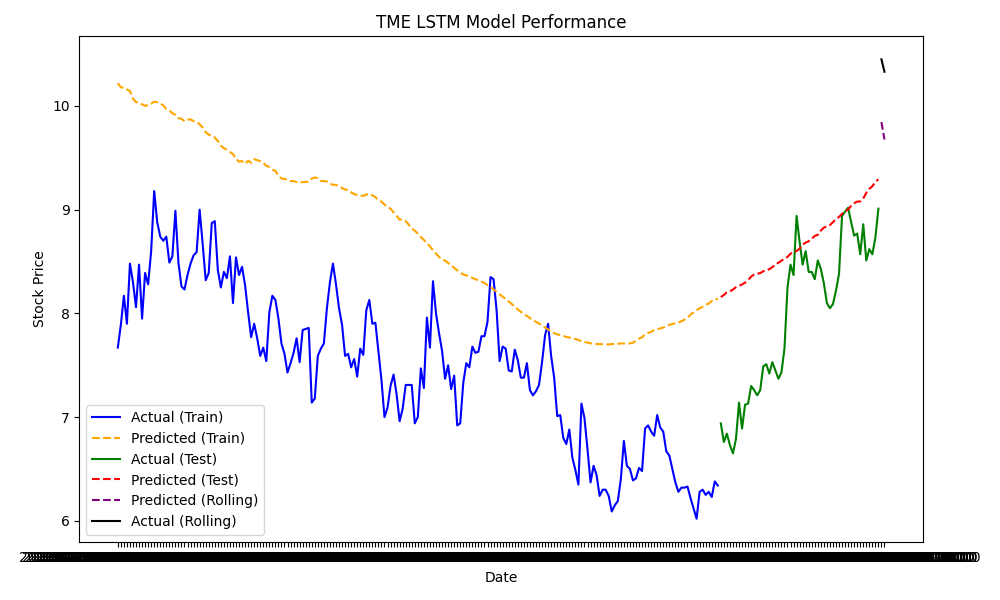 TME LSTM Model Performance
Stock Price
10
9
8
7
6
Actual (Train)
Predicted (Train)
Actual (Test)
Predicted (Test)
Predicted (Rolling)
Actual (Rolling)
Date